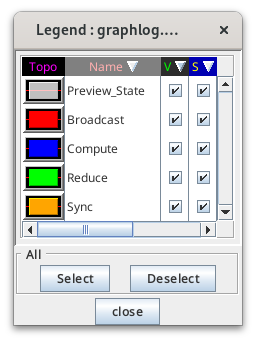 Legend : graphlog....
Topo Name V S
Preview_State
Broadcast
Compute
Reduce
Sync
All
Select Deselect
close